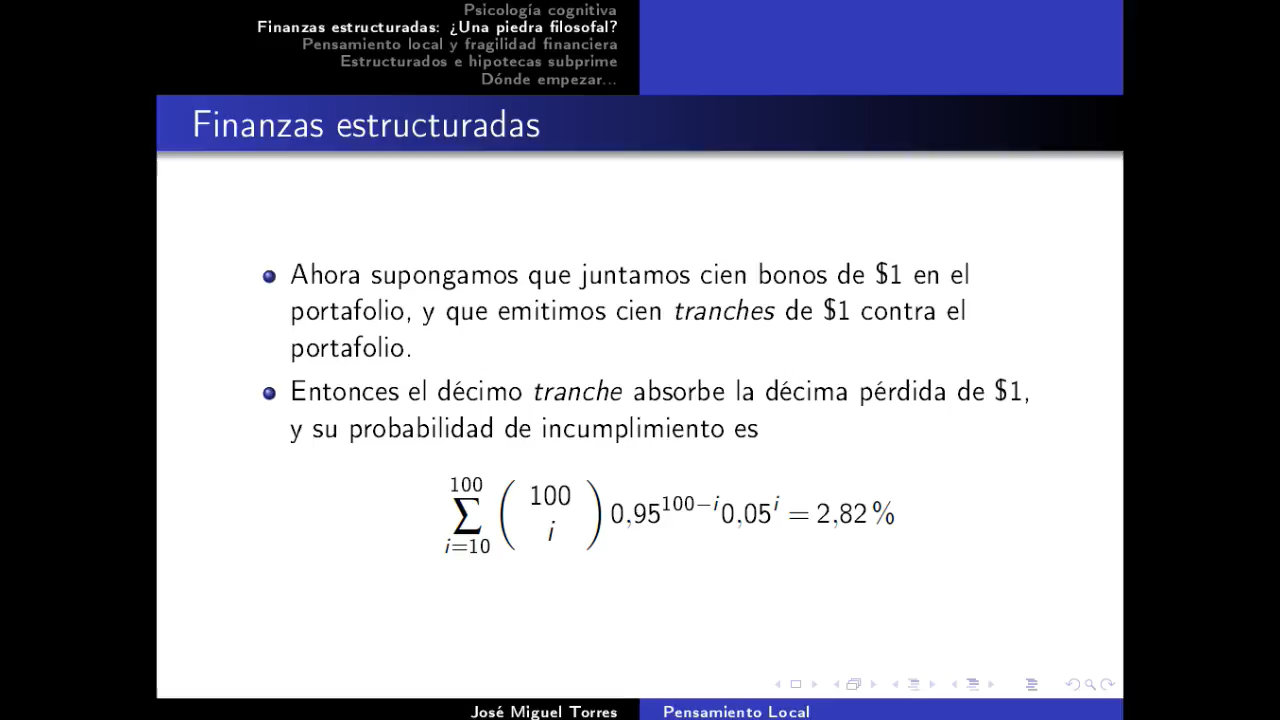 Psicología cognitiva
Finanzas estructuradas: ¿Una piedra filosofal?
Pensamiento local y fragilidad financiera
Estructurados e hipotecas subprime
Dónde empezar...
Finanzas estructuradas
Ahora supongamos que juntamos cien bonos de $1 en el
portafolio, y que emitimos cien tranches de $1 contra el
portafolio.
Entonces el décimo tranche absorbe la décima pérdida de $1,
y su probabilidad de incumplimiento es
∑_{i=10}^{100} (100 i) 0,95^{100−i} 0,05^i = 2,82 %
José Miguel Torres
Pensamiento Local